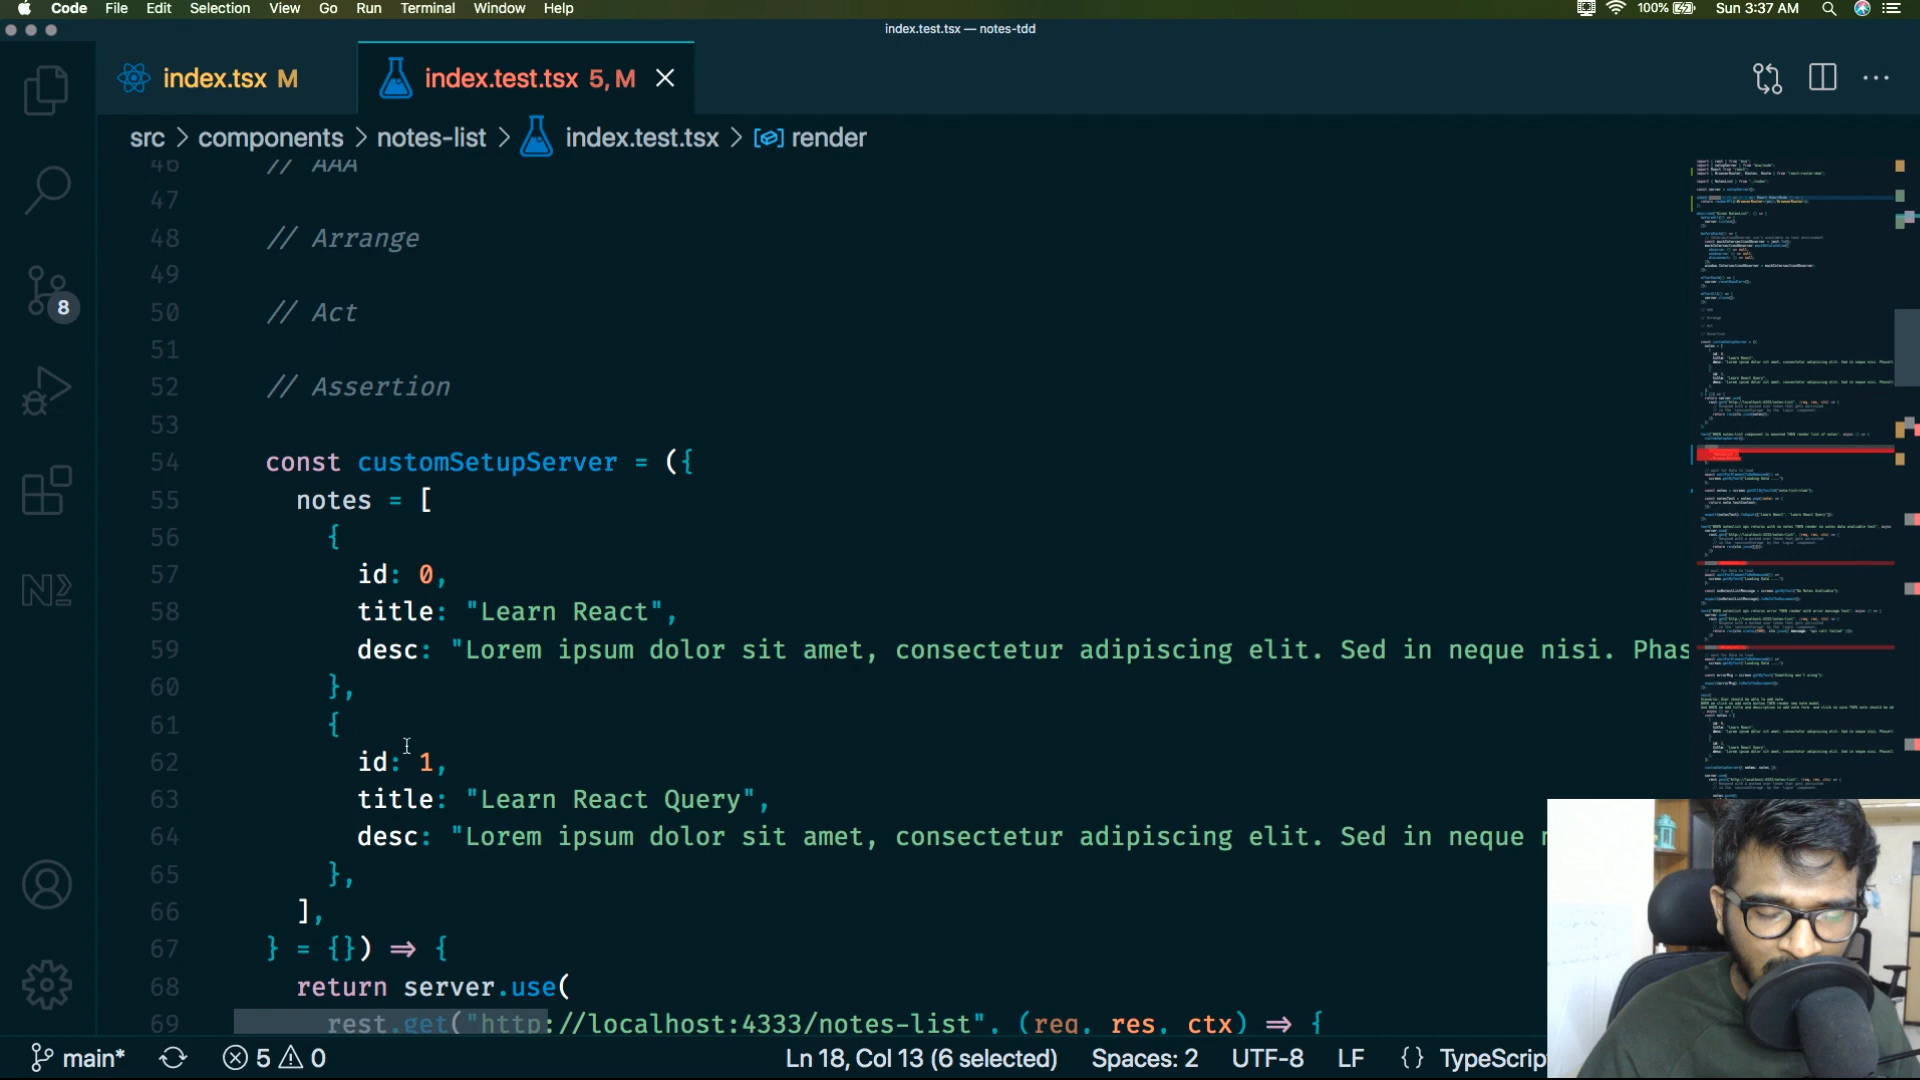 Code File Edit Selection View Go Run Terminal Window Help 100% Sun 3:37 AM
index.test.tsx — notes-tdd
index.tsx M index.test.tsx 5, M
src > components > notes-list > index.test.tsx > render
46 // AAA
47
48 // Arrange
49
50 // Act
51
52 // Assertion
53
54 const customSetupServer = ({
55 notes = [
56 {
57 id: 0,
58 title: "Learn React",
59 desc: "Lorem ipsum dolor sit amet, consectetur adipiscing elit. Sed in neque nisi. Phas
60 },
61 {
62 id: 1,
63 title: "Learn React Query",
64 desc: "Lorem ipsum dolor sit amet, consectetur adipiscing elit. Sed in neque
65 },
66 ],
67 } = {}) ⇒ {
68 return server.use(
69 rest.get("http://localhost:4333/notes-list", (req, res, ctx) ⇒ {
8
main* 5 0 Ln 18, Col 13 (6 selected) Spaces: 2 UTF-8 LF {} TypeScrip